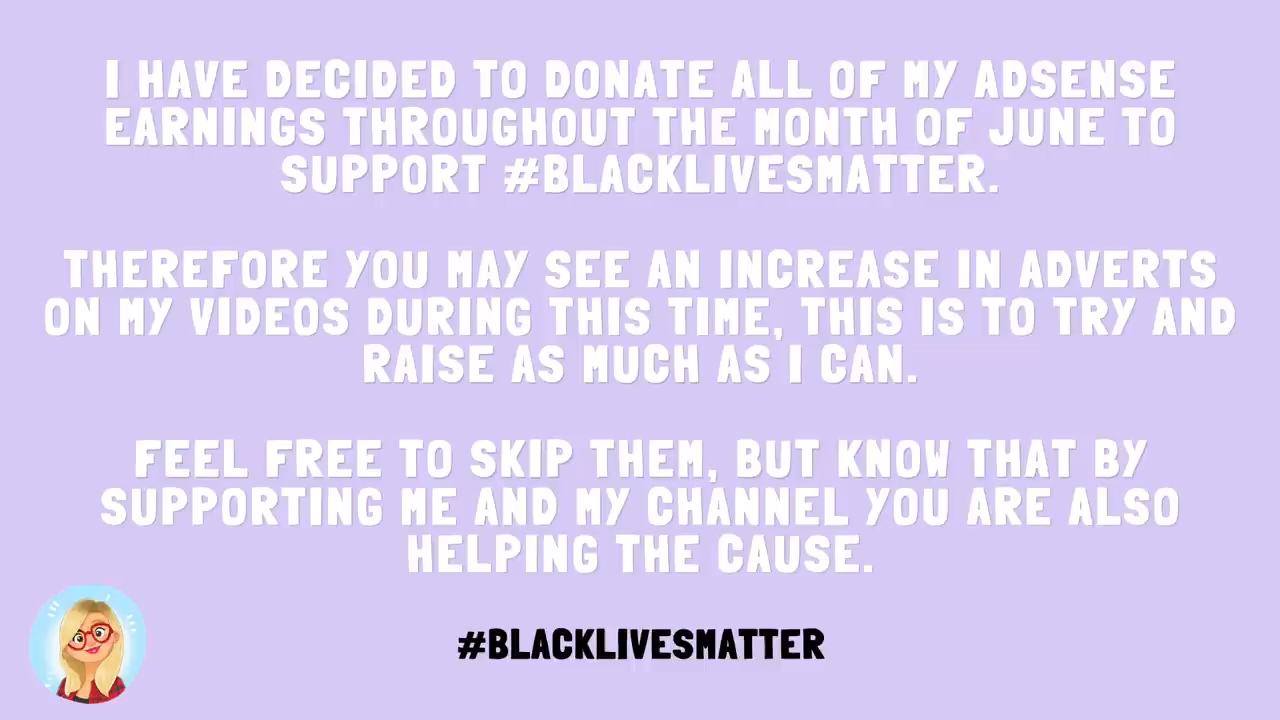 I HAVE DECIDED TO DONATE ALL OF MY ADSENSE
EARNINGS THROUGHOUT THE MONTH OF JUNE TO
SUPPORT #BLACKLIVESMATTER.
THEREFORE YOU MAY SEE AN INCREASE IN ADVERTS
ON MY VIDEOS DURING THIS TIME, THIS IS TO TRY AND
RAISE AS MUCH AS I CAN.
FEEL FREE TO SKIP THEM, BUT KNOW THAT BY
SUPPORTING ME AND MY CHANNEL YOU ARE ALSO
HELPING THE CAUSE.
#BLACKLIVESMATTER